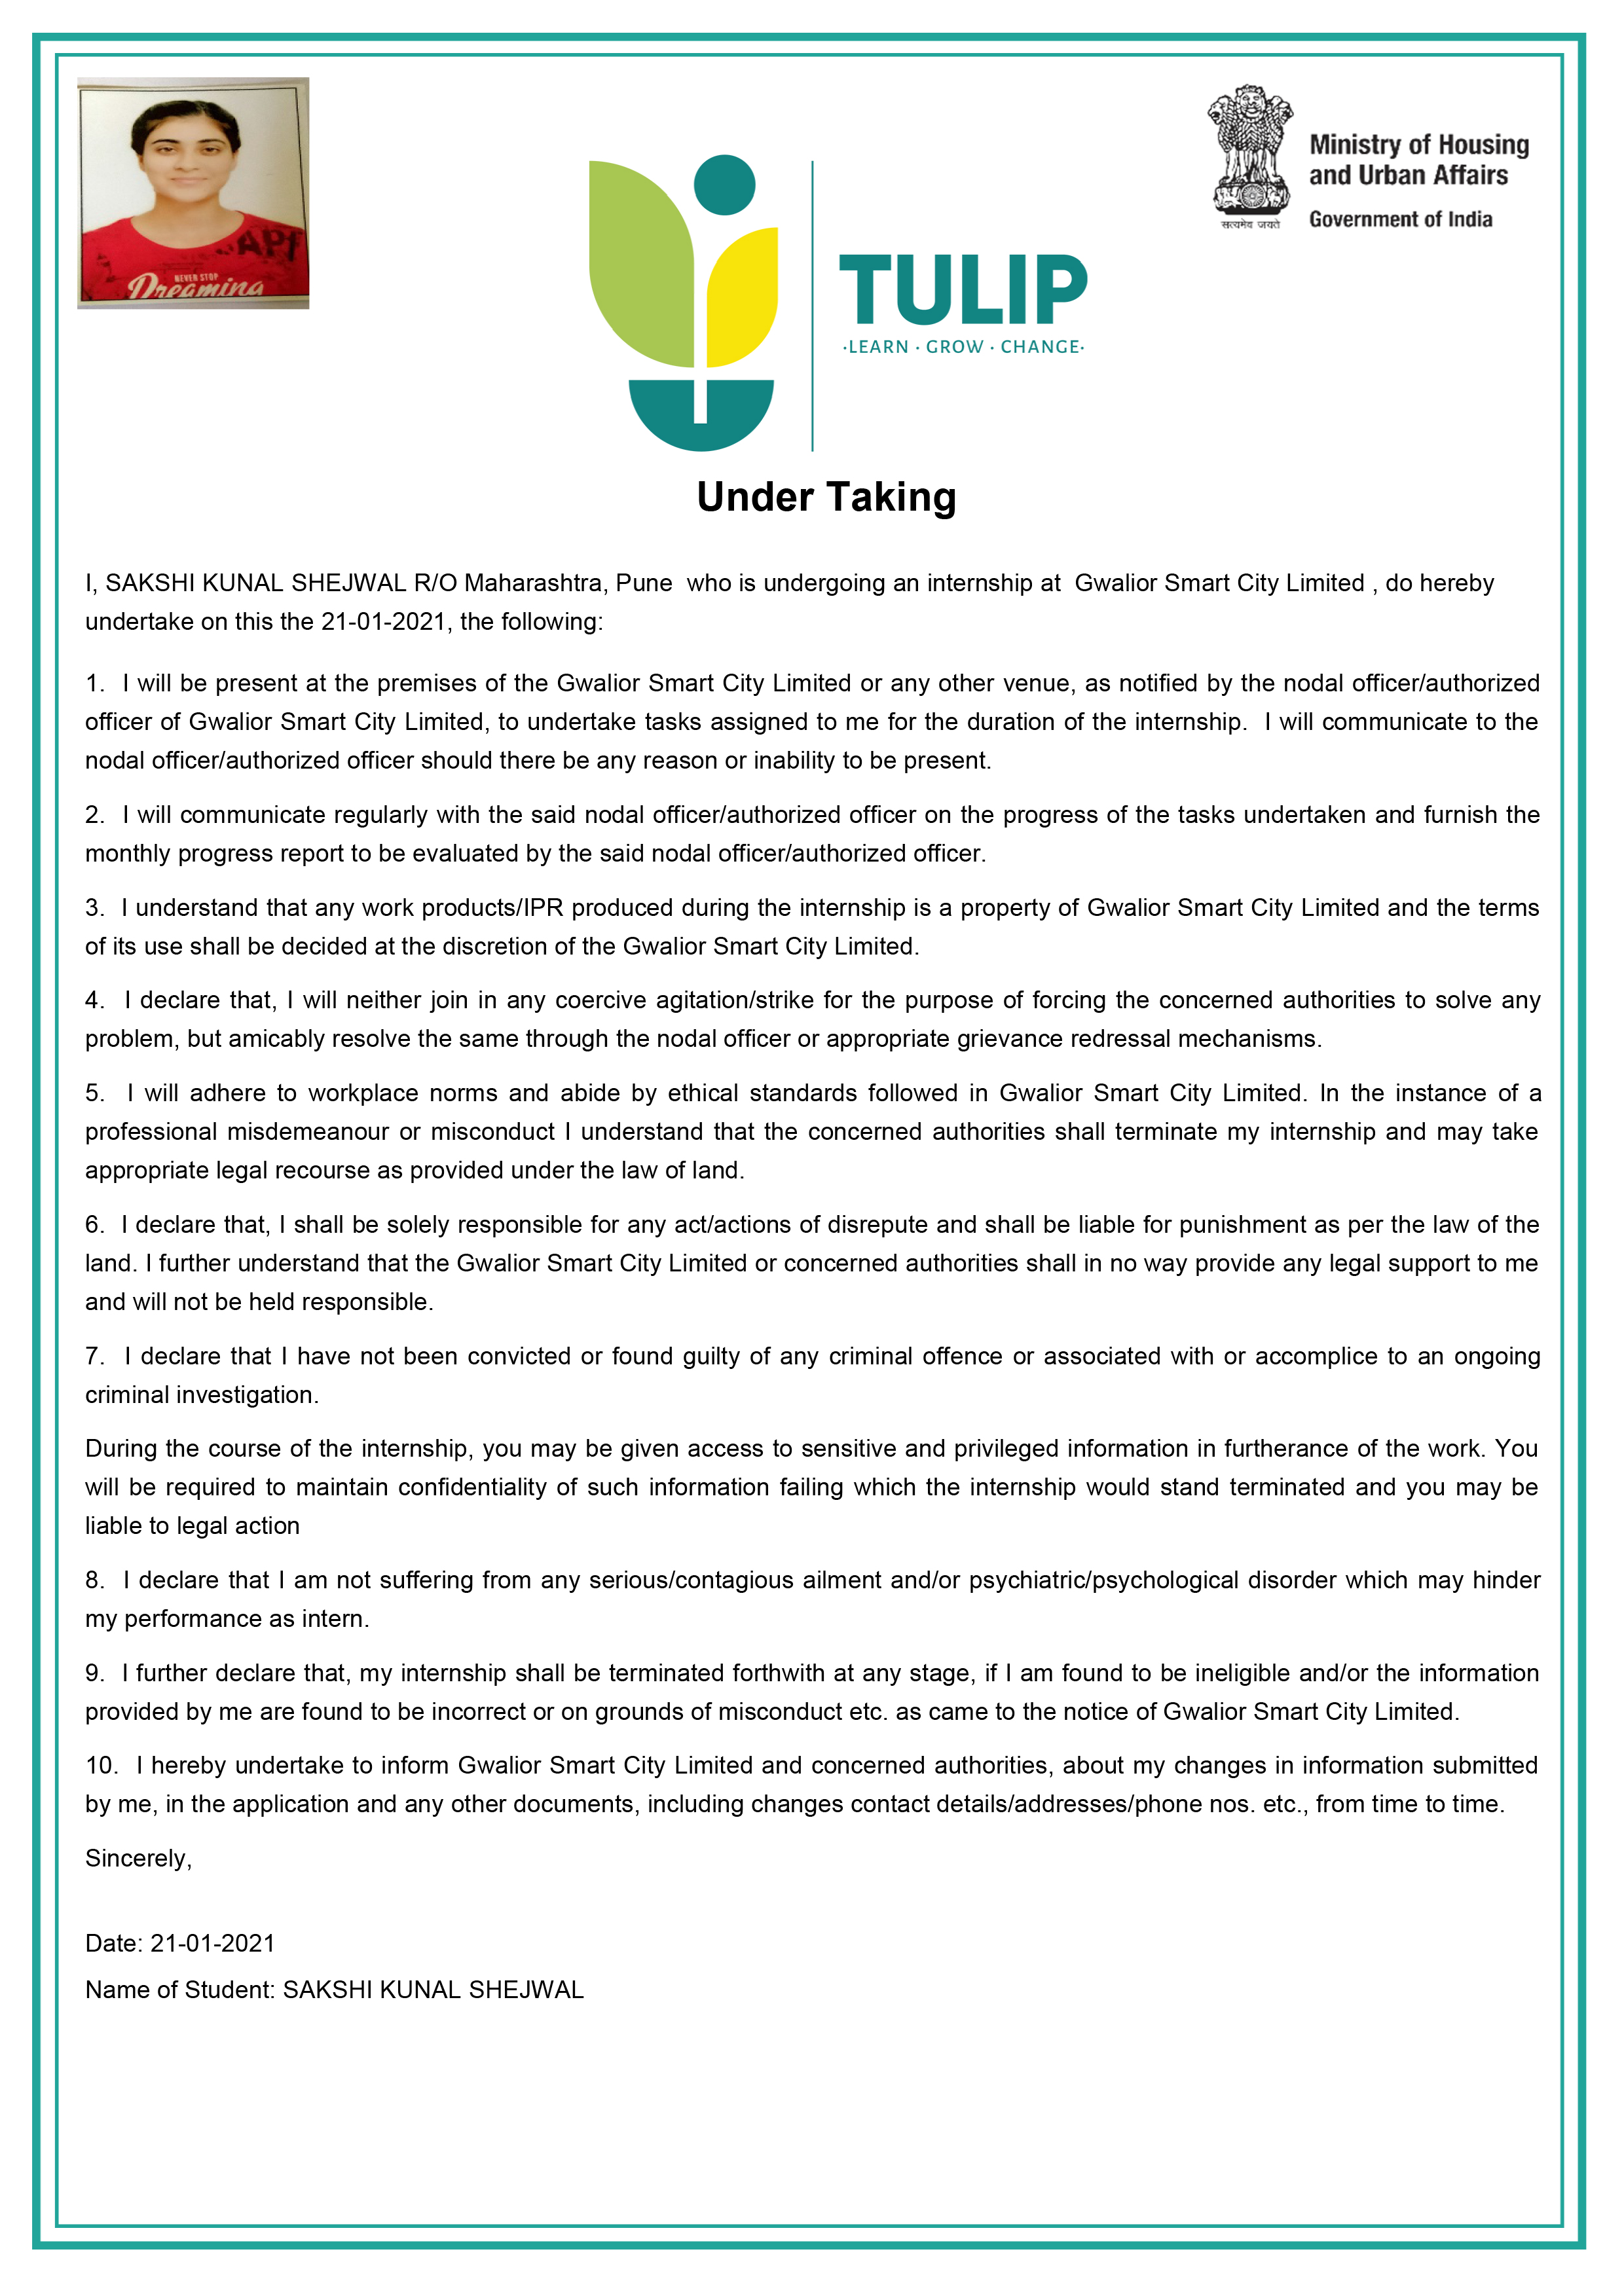 NEVER STOP
Dreaming
Ministry of Housing
and Urban Affairs
Government of India
सत्यमेव जयते
TULIP
·LEARN · GROW · CHANGE·
Under Taking
I, SAKSHI KUNAL SHEJWAL R/O Maharashtra, Pune  who is undergoing an internship at  Gwalior Smart City Limited , do hereby
undertake on this the 21-01-2021, the following:
1.  I will be present at the premises of the Gwalior Smart City Limited or any other venue, as notified by the nodal officer/authorized
officer of Gwalior Smart City Limited, to undertake tasks assigned to me for the duration of the internship.  I will communicate to the
nodal officer/authorized officer should there be any reason or inability to be present.
2.  I will communicate regularly with the said nodal officer/authorized officer on the progress of the tasks undertaken and furnish the
monthly progress report to be evaluated by the said nodal officer/authorized officer.
3.  I understand that any work products/IPR produced during the internship is a property of Gwalior Smart City Limited and the terms
of its use shall be decided at the discretion of the Gwalior Smart City Limited.
4.  I declare that, I will neither join in any coercive agitation/strike for the purpose of forcing the concerned authorities to solve any
problem, but amicably resolve the same through the nodal officer or appropriate grievance redressal mechanisms.
5.  I will adhere to workplace norms and abide by ethical standards followed in Gwalior Smart City Limited. In the instance of a
professional misdemeanour or misconduct I understand that the concerned authorities shall terminate my internship and may take
appropriate legal recourse as provided under the law of land.
6.  I declare that, I shall be solely responsible for any act/actions of disrepute and shall be liable for punishment as per the law of the
land. I further understand that the Gwalior Smart City Limited or concerned authorities shall in no way provide any legal support to me
and will not be held responsible.
7.  I declare that I have not been convicted or found guilty of any criminal offence or associated with or accomplice to an ongoing
criminal investigation.
During the course of the internship, you may be given access to sensitive and privileged information in furtherance of the work. You
will be required to maintain confidentiality of such information failing which the internship would stand terminated and you may be
liable to legal action
8.  I declare that I am not suffering from any serious/contagious ailment and/or psychiatric/psychological disorder which may hinder
my performance as intern.
9.  I further declare that, my internship shall be terminated forthwith at any stage, if I am found to be ineligible and/or the information
provided by me are found to be incorrect or on grounds of misconduct etc. as came to the notice of Gwalior Smart City Limited.
10.  I hereby undertake to inform Gwalior Smart City Limited and concerned authorities, about my changes in information submitted
by me, in the application and any other documents, including changes contact details/addresses/phone nos. etc., from time to time.
Sincerely,
Date: 21-01-2021
Name of Student: SAKSHI KUNAL SHEJWAL